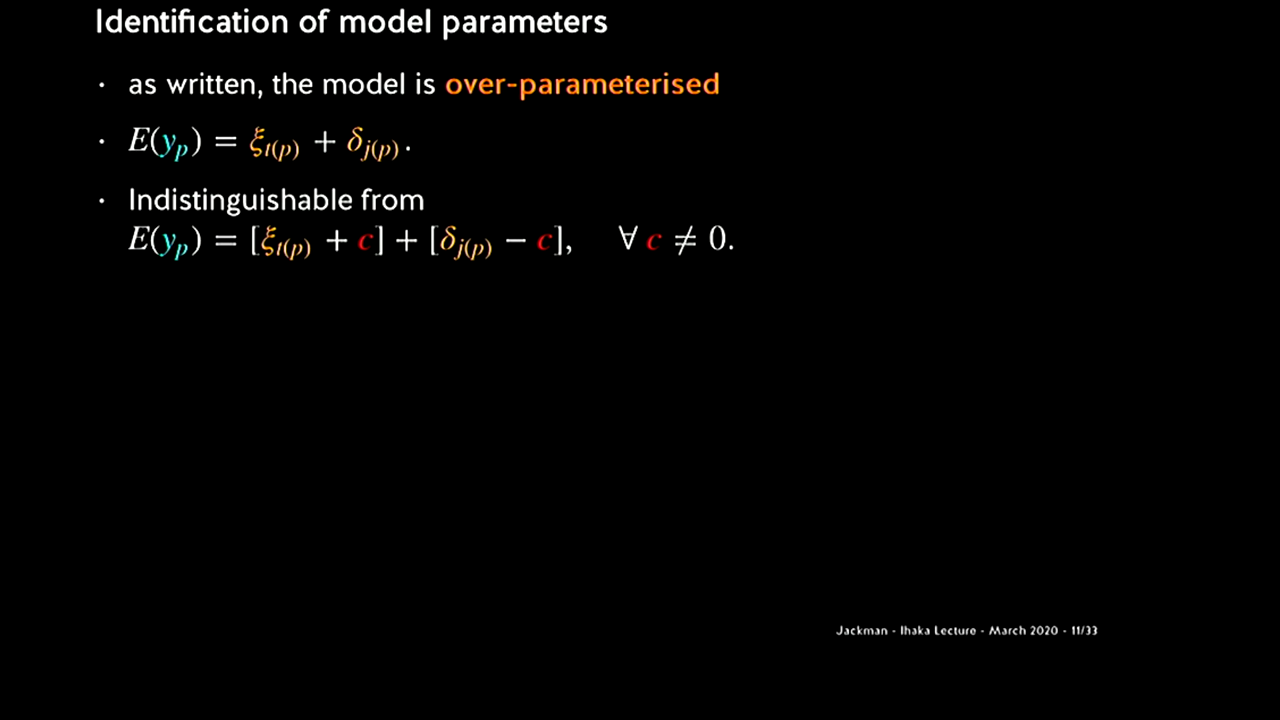 Identification of model parameters
· as written, the model is over-parameterised
· E(y_p) = ξ_t(p) + δ_j(p).
· Indistinguishable from
E(y_p) = [ξ_t(p) + c] + [δ_j(p) − c], ∀ c ≠ 0.
Jackman - Ihaka Lecture - March 2020 - 11/33